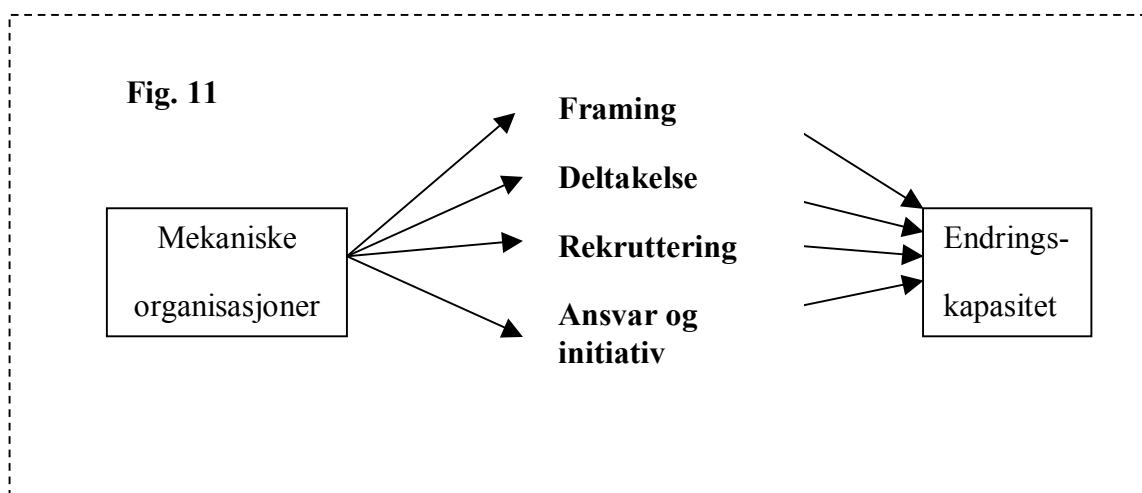 Fig. 11
Framing
Deltakelse
Rekruttering
Ansvar og
initiativ
Mekaniske
organisasjoner
Endrings-
kapasitet